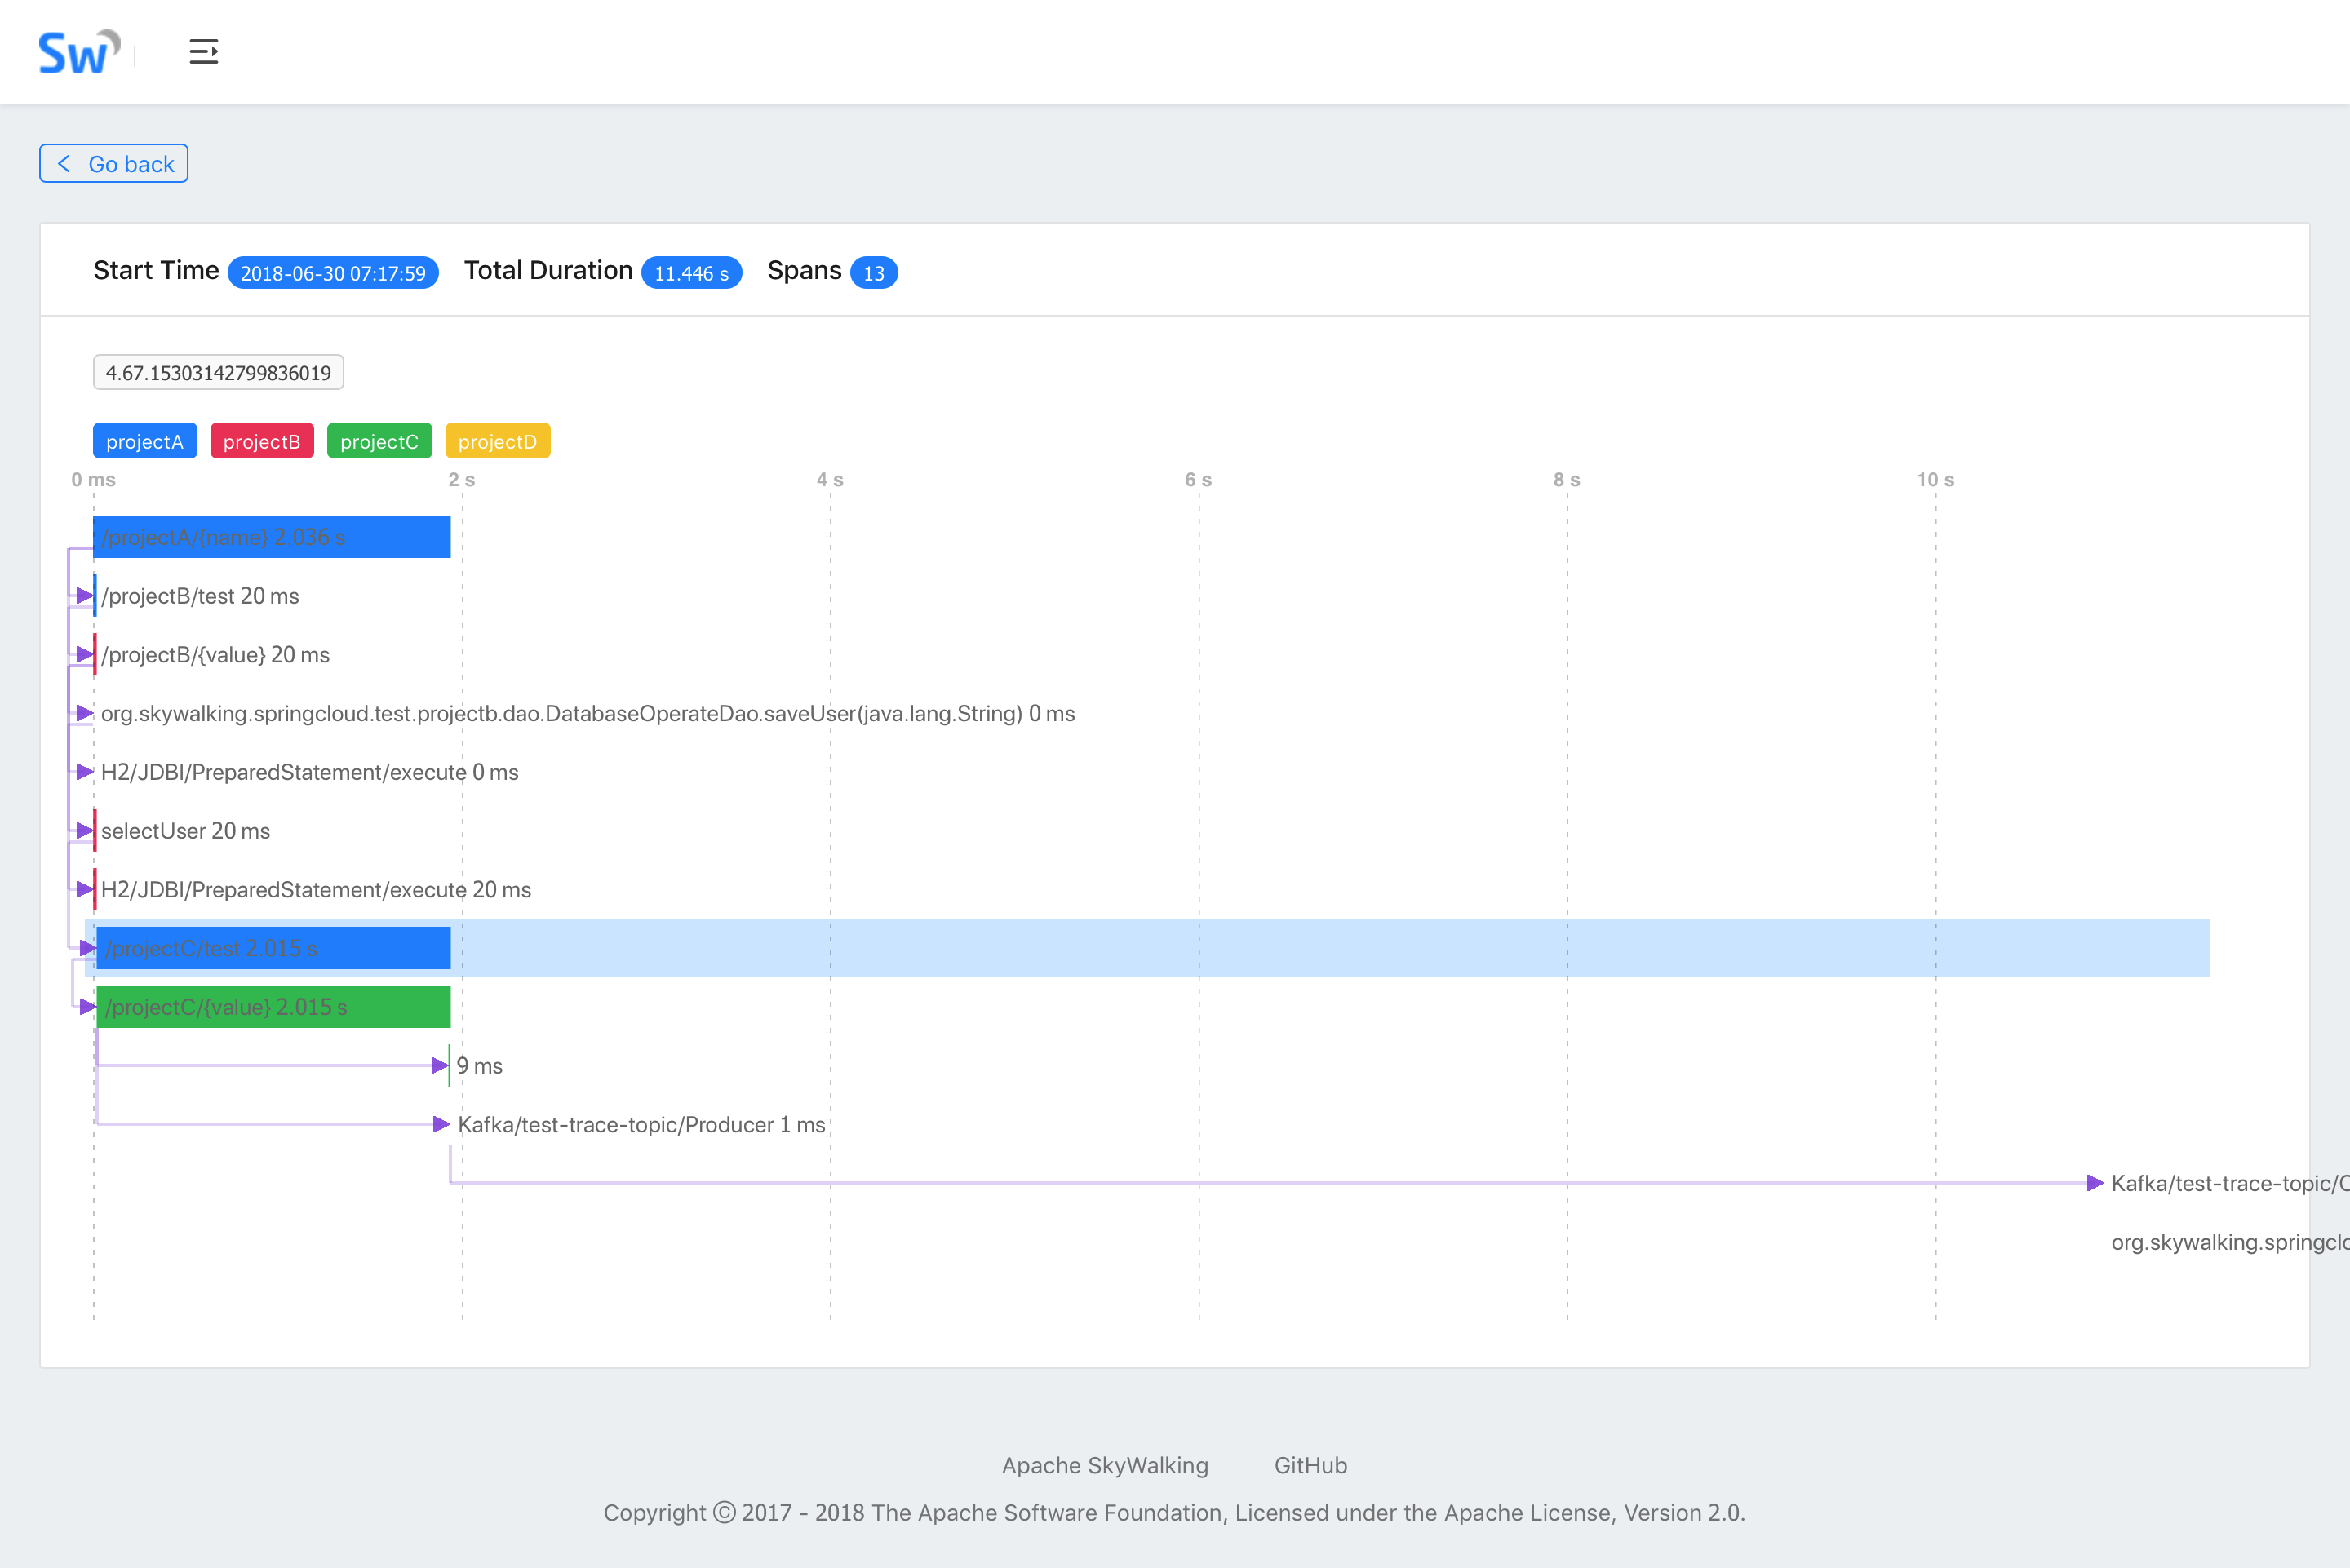 Sw
Go back
Start Time 2018-06-30 07:17:59 Total Duration 11.446 s Spans 13
4.67.15303142799836019
projectA projectB projectC projectD
0 ms 2 s 4 s 6 s 8 s 10 s
/projectA/{name} 2.036 s
/projectB/test 20 ms
/projectB/{value} 20 ms
org.skywalking.springcloud.test.projectb.dao.DatabaseOperateDao.saveUser(java.lang.String) 0 ms
H2/JDBI/PreparedStatement/execute 0 ms
selectUser 20 ms
H2/JDBI/PreparedStatement/execute 20 ms
/projectC/test 2.015 s
/projectC/{value} 2.015 s
9 ms
Kafka/test-trace-topic/Producer 1 ms
Kafka/test-trace-topic/C
org.skywalking.springclo
Apache SkyWalking GitHub
Copyright © 2017 - 2018 The Apache Software Foundation, Licensed under the Apache License, Version 2.0.